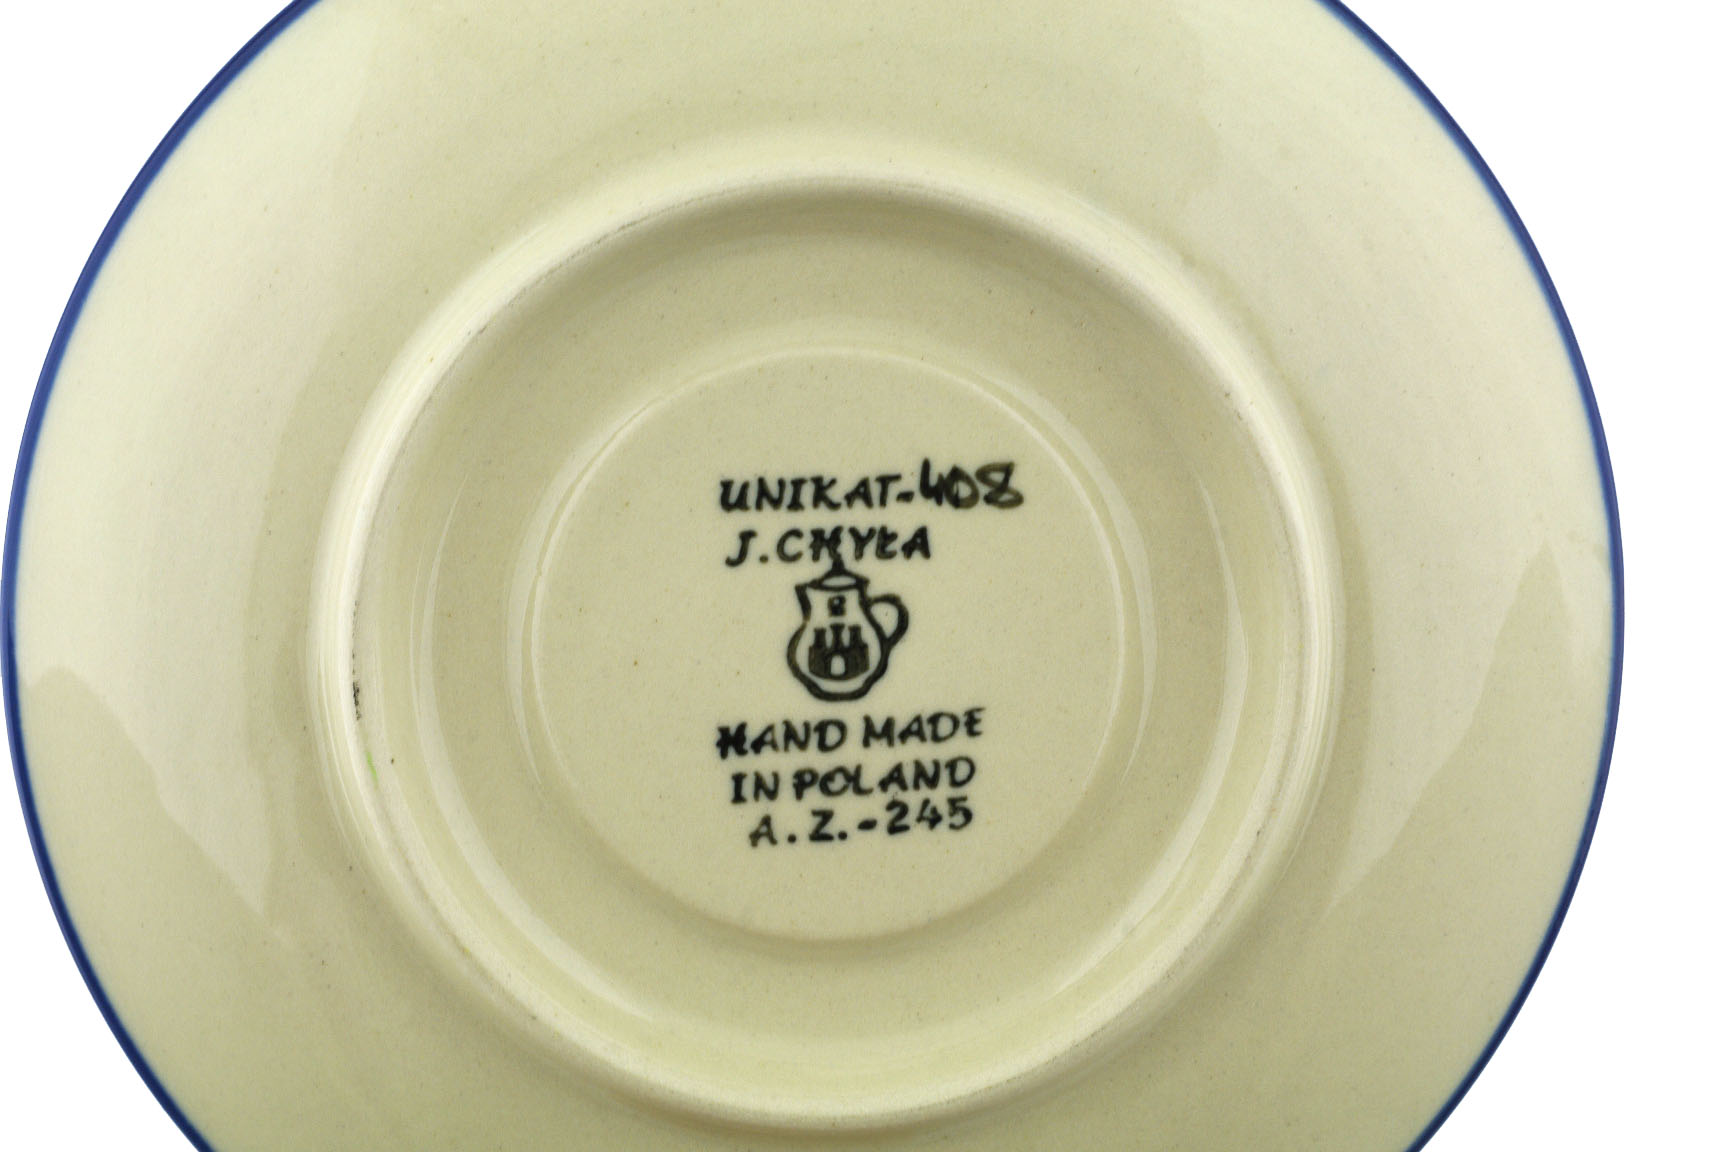 UNIKAT-408
J.CHYŁA
HAND MADE
IN POLAND
A.Z.-245